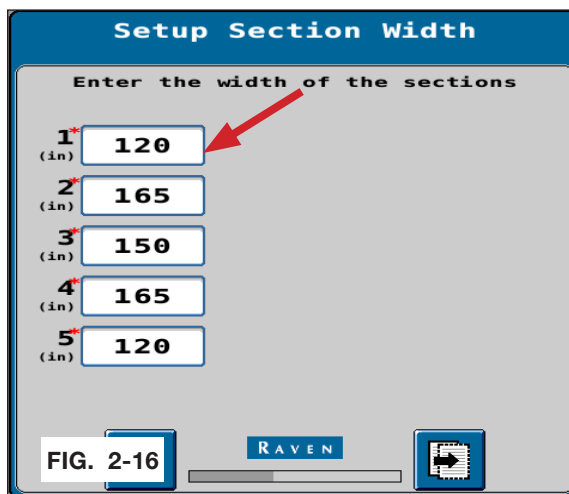 Setup Section Width
Enter the width of the sections
1* 120
(in)
2* 165
(in)
3* 150
(in)
4* 165
(in)
5* 120
(in)
RAVEN
FIG. 2-16